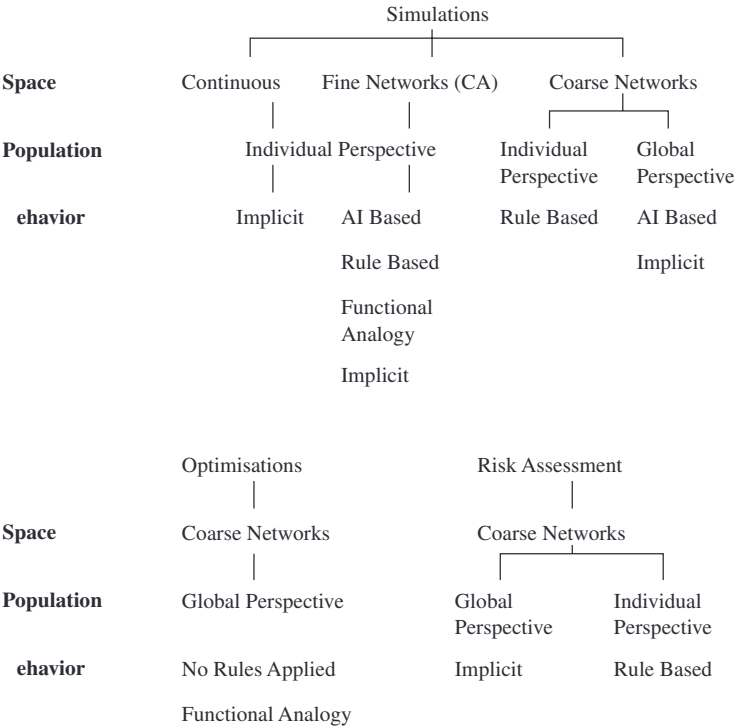 Simulations
Space Continuous Fine Networks (CA) Coarse Networks
Population Individual Perspective Individual Global
Perspective Perspective
ehavior Implicit AI Based Rule Based AI Based
Rule Based Implicit
Functional
Analogy
Implicit
Optimisations Risk Assessment
Space Coarse Networks Coarse Networks
Population Global Perspective Global Individual
Perspective Perspective
ehavior No Rules Applied Implicit Rule Based
Functional Analogy